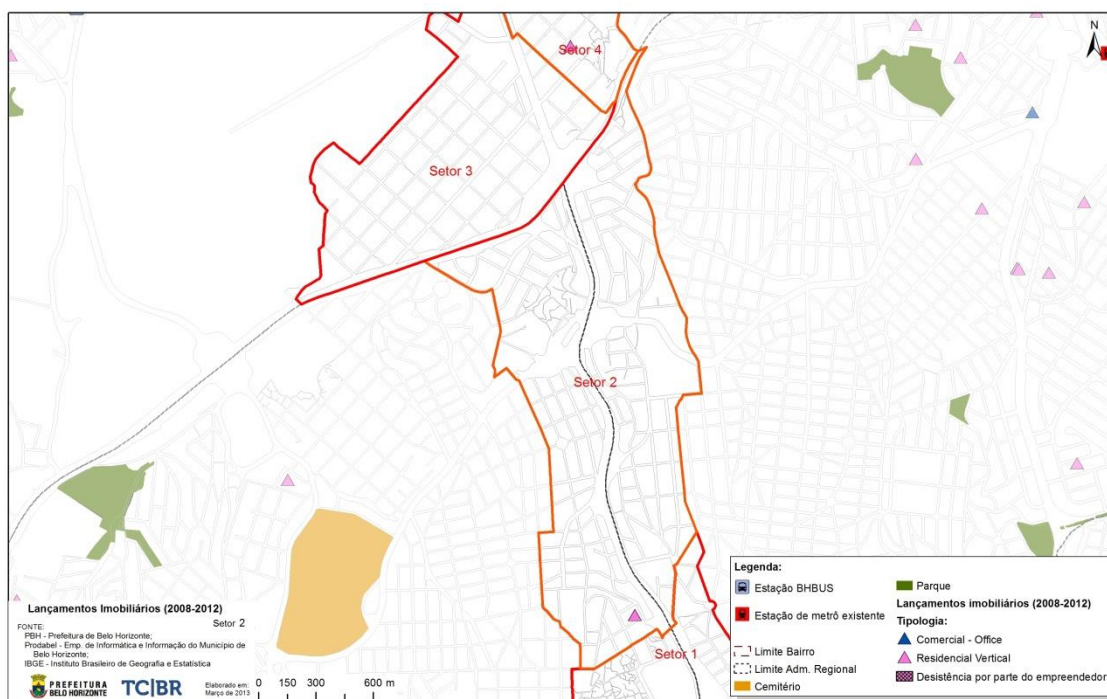 N
Setor 4
Setor 3
Setor 2
Setor 1
Lançamentos Imobiliários (2008-2012)
Setor 2
FONTE:
PBH - Prefeitura de Belo Horizonte;
Prodabel - Emp. de Informática e Informação do Município de
Belo Horizonte;
IBGE - Instituto Brasileiro de Geografia e Estatística
PREFEITURA
BELO HORIZONTE
TC|BR
Elaborado em:
Março de 2013
0 150 300 600 m
Legenda:
Estação BHBUS
Estação de metrô existente
Limite Bairro
Limite Adm. Regional
Cemitério
Parque
Lançamentos imobiliários (2008-2012)
Tipologia:
Comercial - Office
Residencial Vertical
Desistência por parte do empreendedor